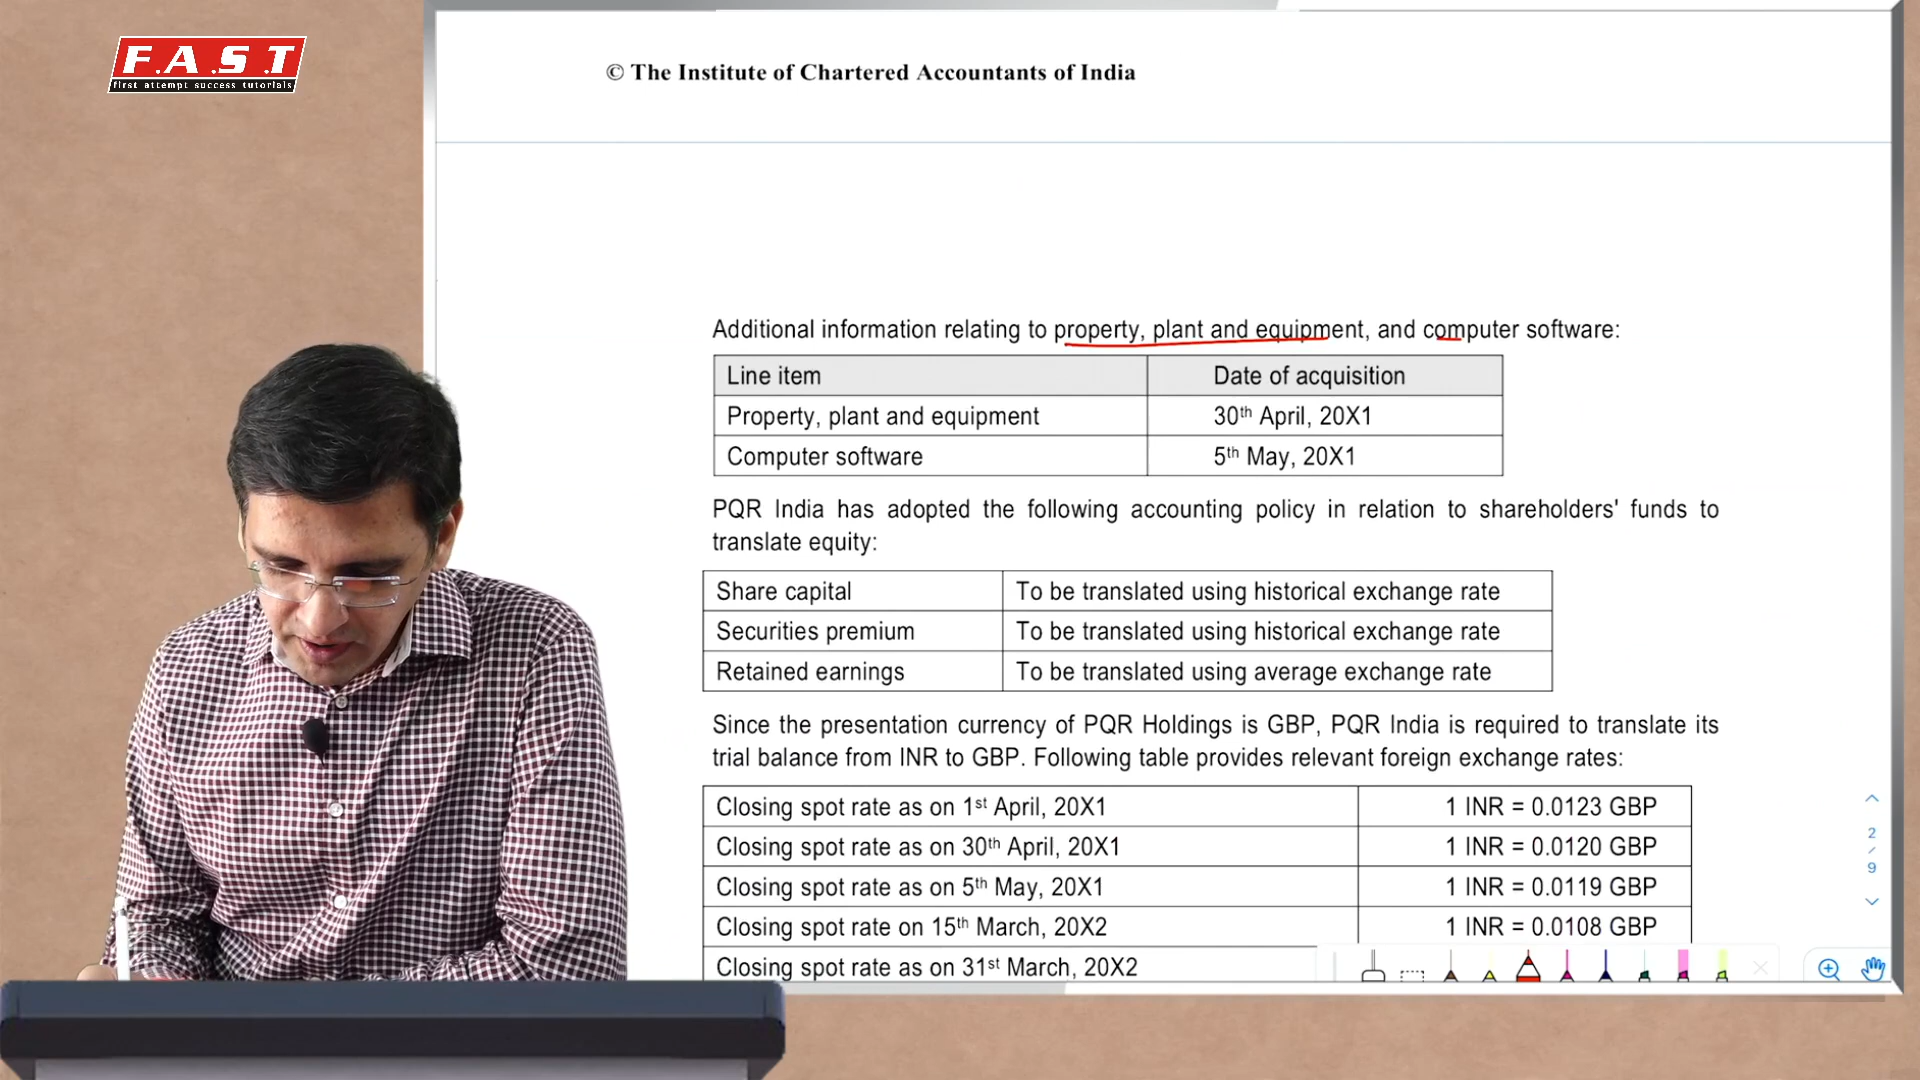 F.A.S.T
first attempt success tutorials
© The Institute of Chartered Accountants of India
Additional information relating to property, plant and equipment, and computer software:
Line item Date of acquisition
Property, plant and equipment 30th April, 20X1
Computer software 5th May, 20X1
PQR India has adopted the following accounting policy in relation to shareholders' funds to
translate equity:
Share capital To be translated using historical exchange rate
Securities premium To be translated using historical exchange rate
Retained earnings To be translated using average exchange rate
Since the presentation currency of PQR Holdings is GBP, PQR India is required to translate its
trial balance from INR to GBP. Following table provides relevant foreign exchange rates:
Closing spot rate as on 1st April, 20X1 1 INR = 0.0123 GBP
Closing spot rate as on 30th April, 20X1 1 INR = 0.0120 GBP
Closing spot rate as on 5th May, 20X1 1 INR = 0.0119 GBP
Closing spot rate on 15th March, 20X2 1 INR = 0.0108 GBP
Closing spot rate as on 31st March, 20X2
2
/
9